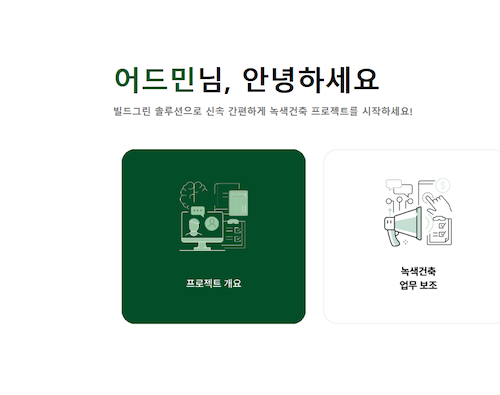 어드민님, 안녕하세요
빌드그린 솔루션으로 신속 간편하게 녹색건축 프로젝트를 시작하세요!
프로젝트 개요
녹색건축
업무 보조